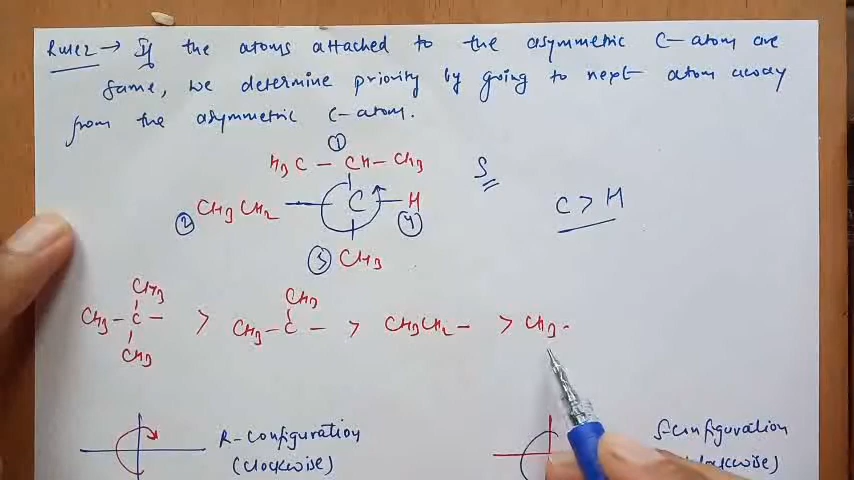 Rule2 → If the atoms attached to the asymmetric C-atom are
same, we determine priority by going to next atom away
from the asymmetric C-atom.
①
H3C - CH - CH3
S
② CH3CH2 C H
④
C > H
③ CH3
CH3 CH3
CH3 - C - > CH3 - C - > CH3CH2 - > CH3 -
CH3
R-Configuration S-Configuration
(clockwise)